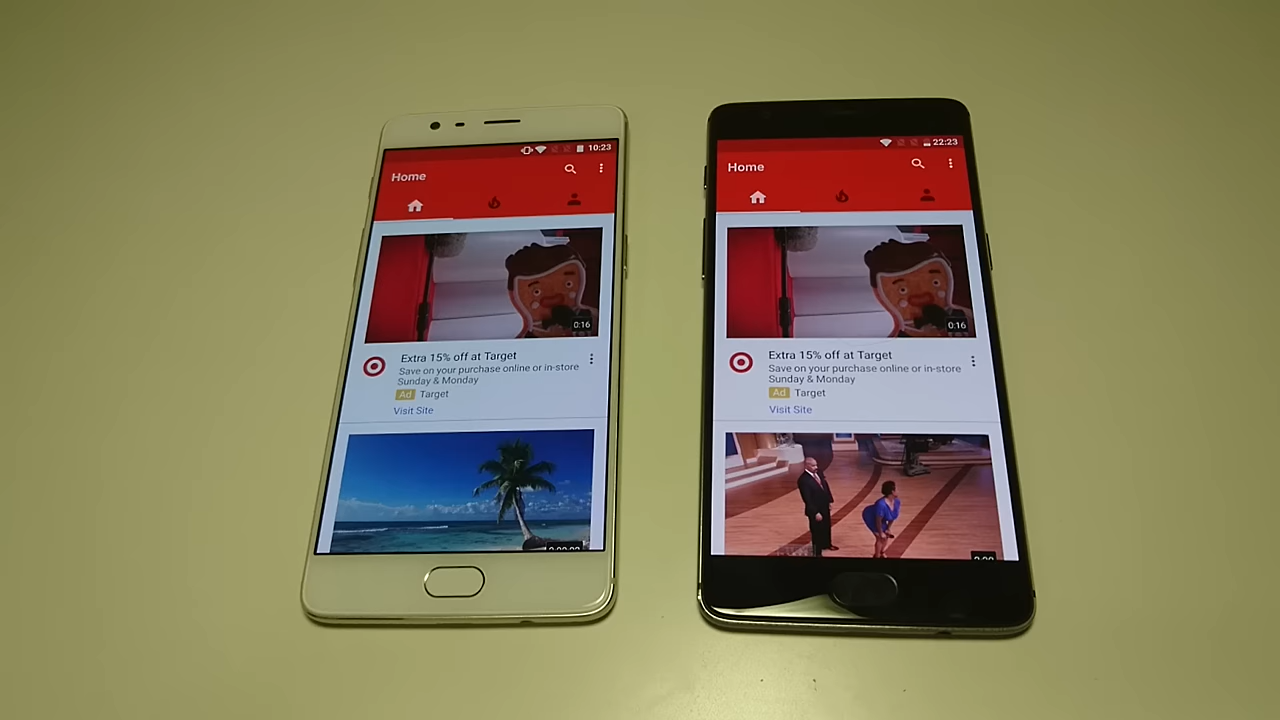 10:23
Home
0:16
Extra 15% off at Target
Save on your purchase online or in-store
Sunday & Monday
Ad Target
Visit Site
22:23
Home
0:16
Extra 15% off at Target
Save on your purchase online or in-store
Sunday & Monday
Ad Target
Visit Site